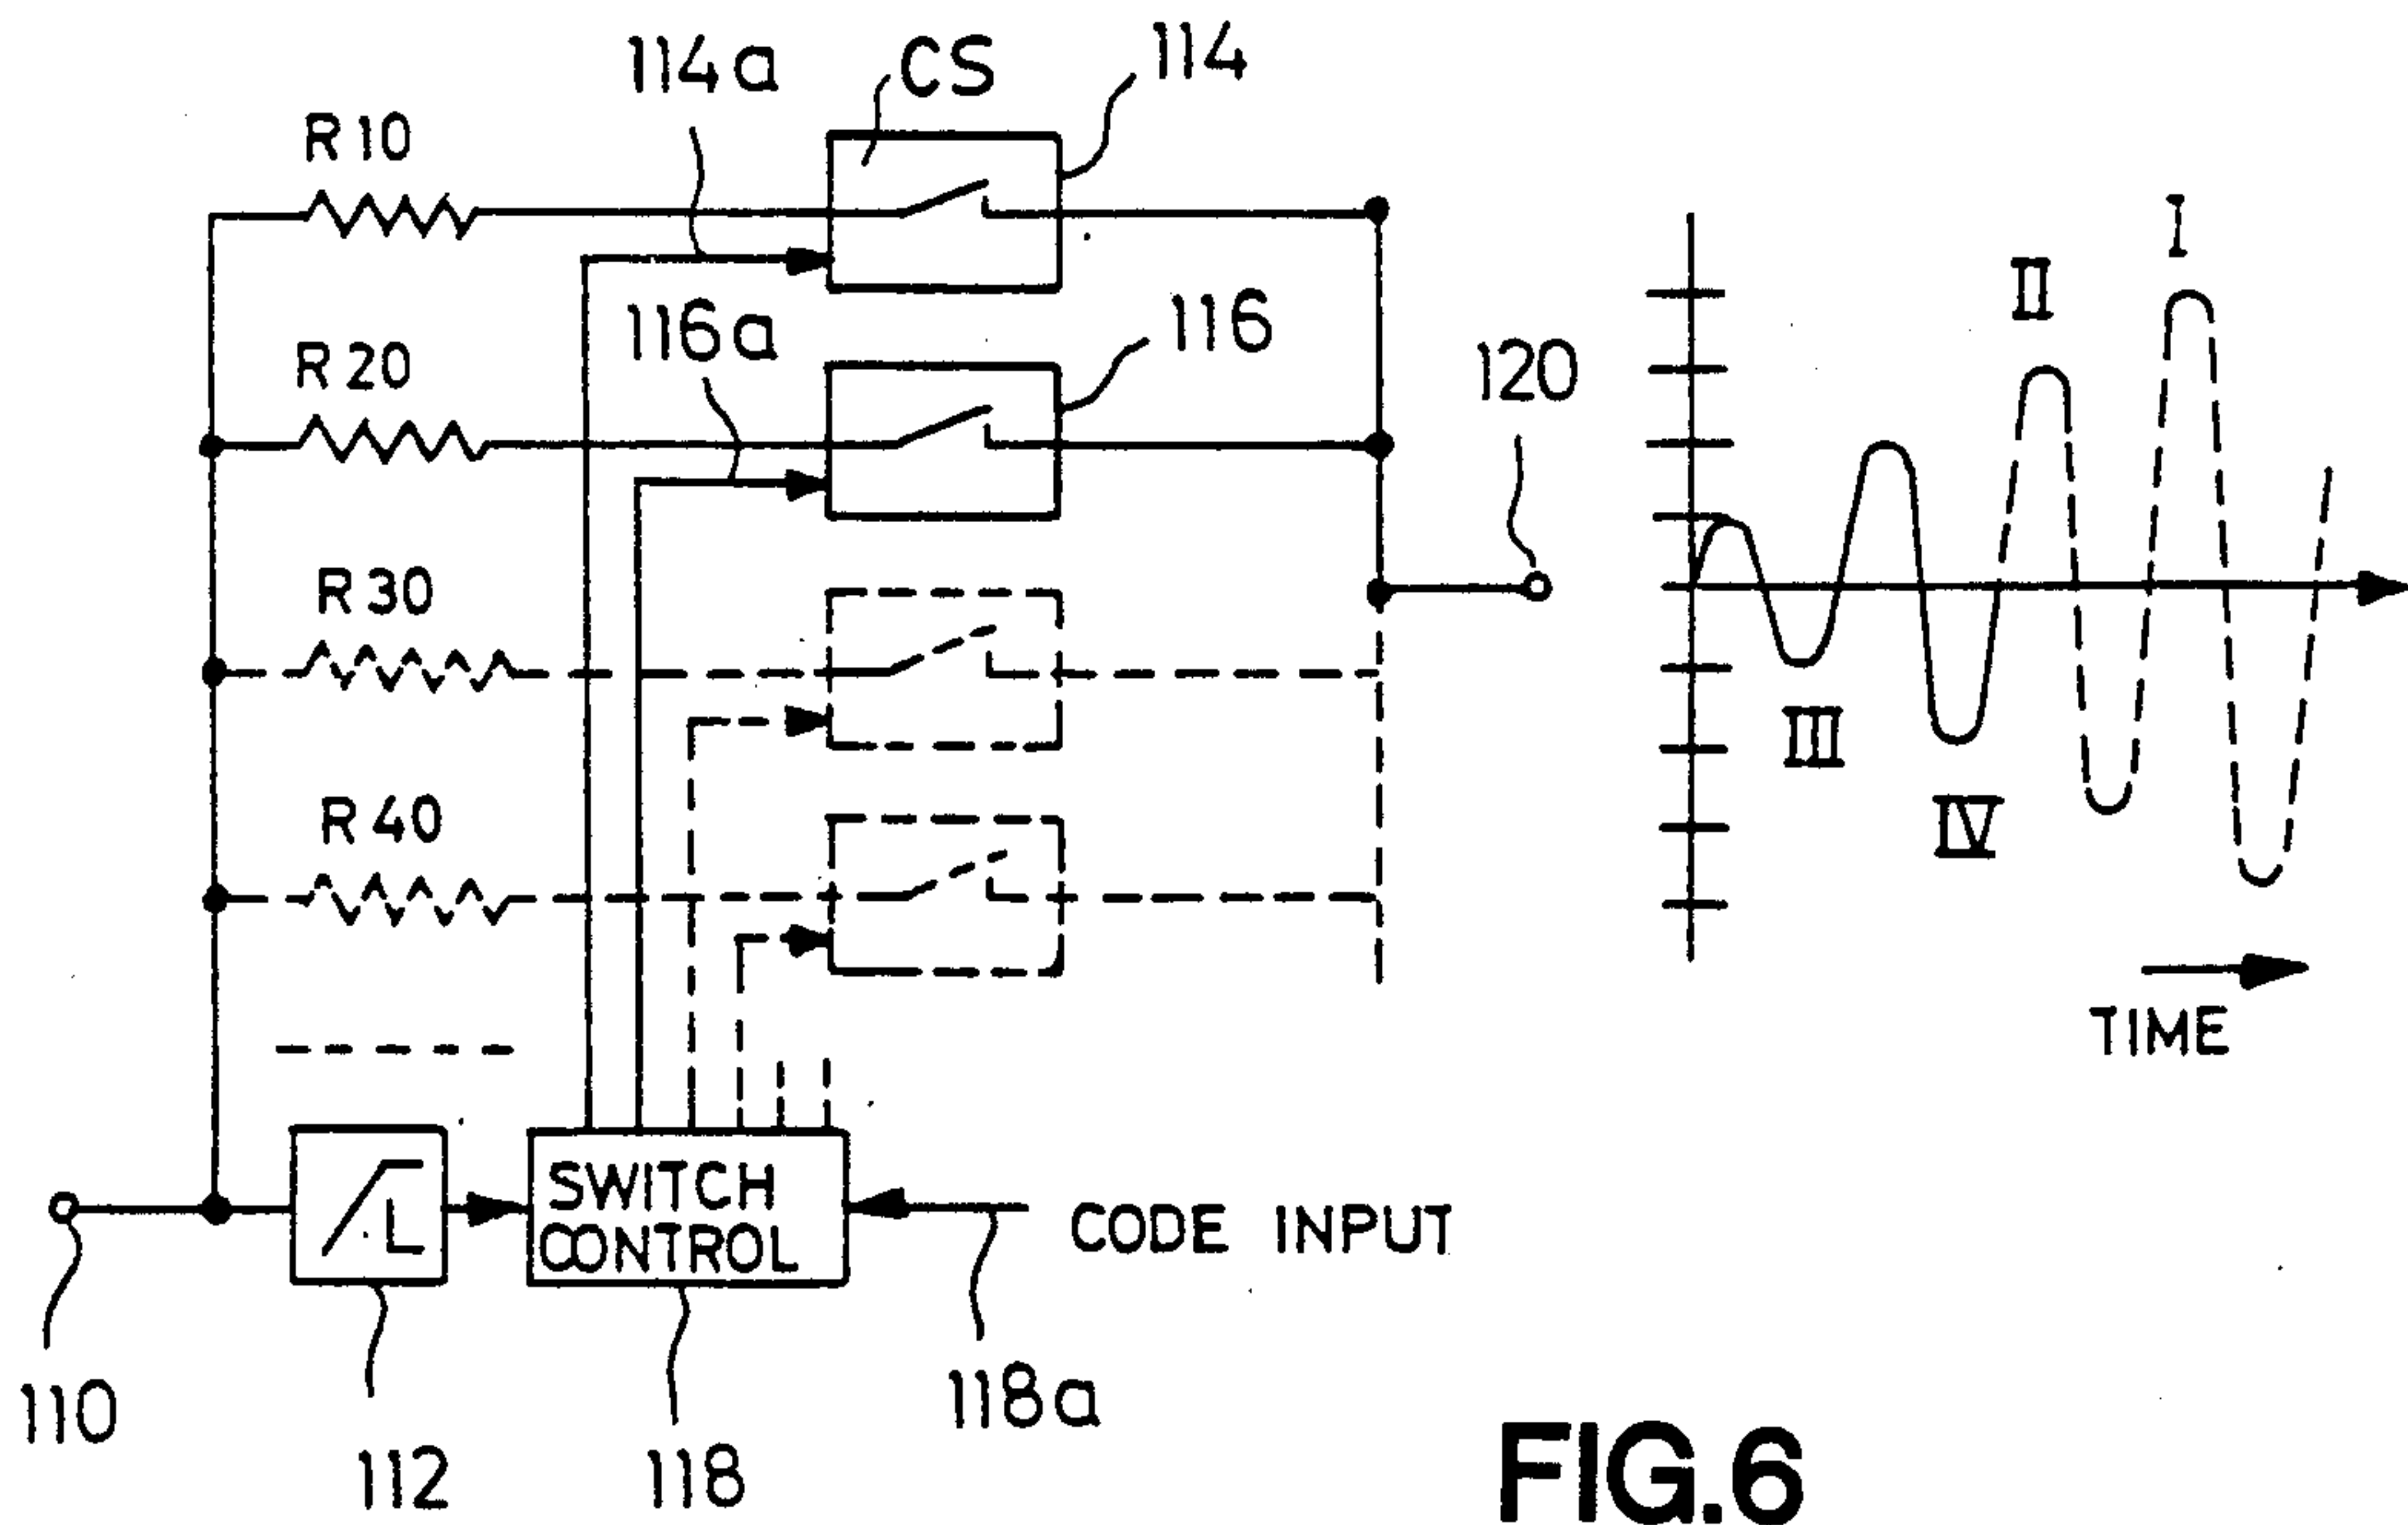 114a
CS
114
R10
116a
116
R20
120
I
II
III
IV
R30
R40
TIME
SWITCH
CONTROL
CODE INPUT
110
112
118
118a
FIG.6